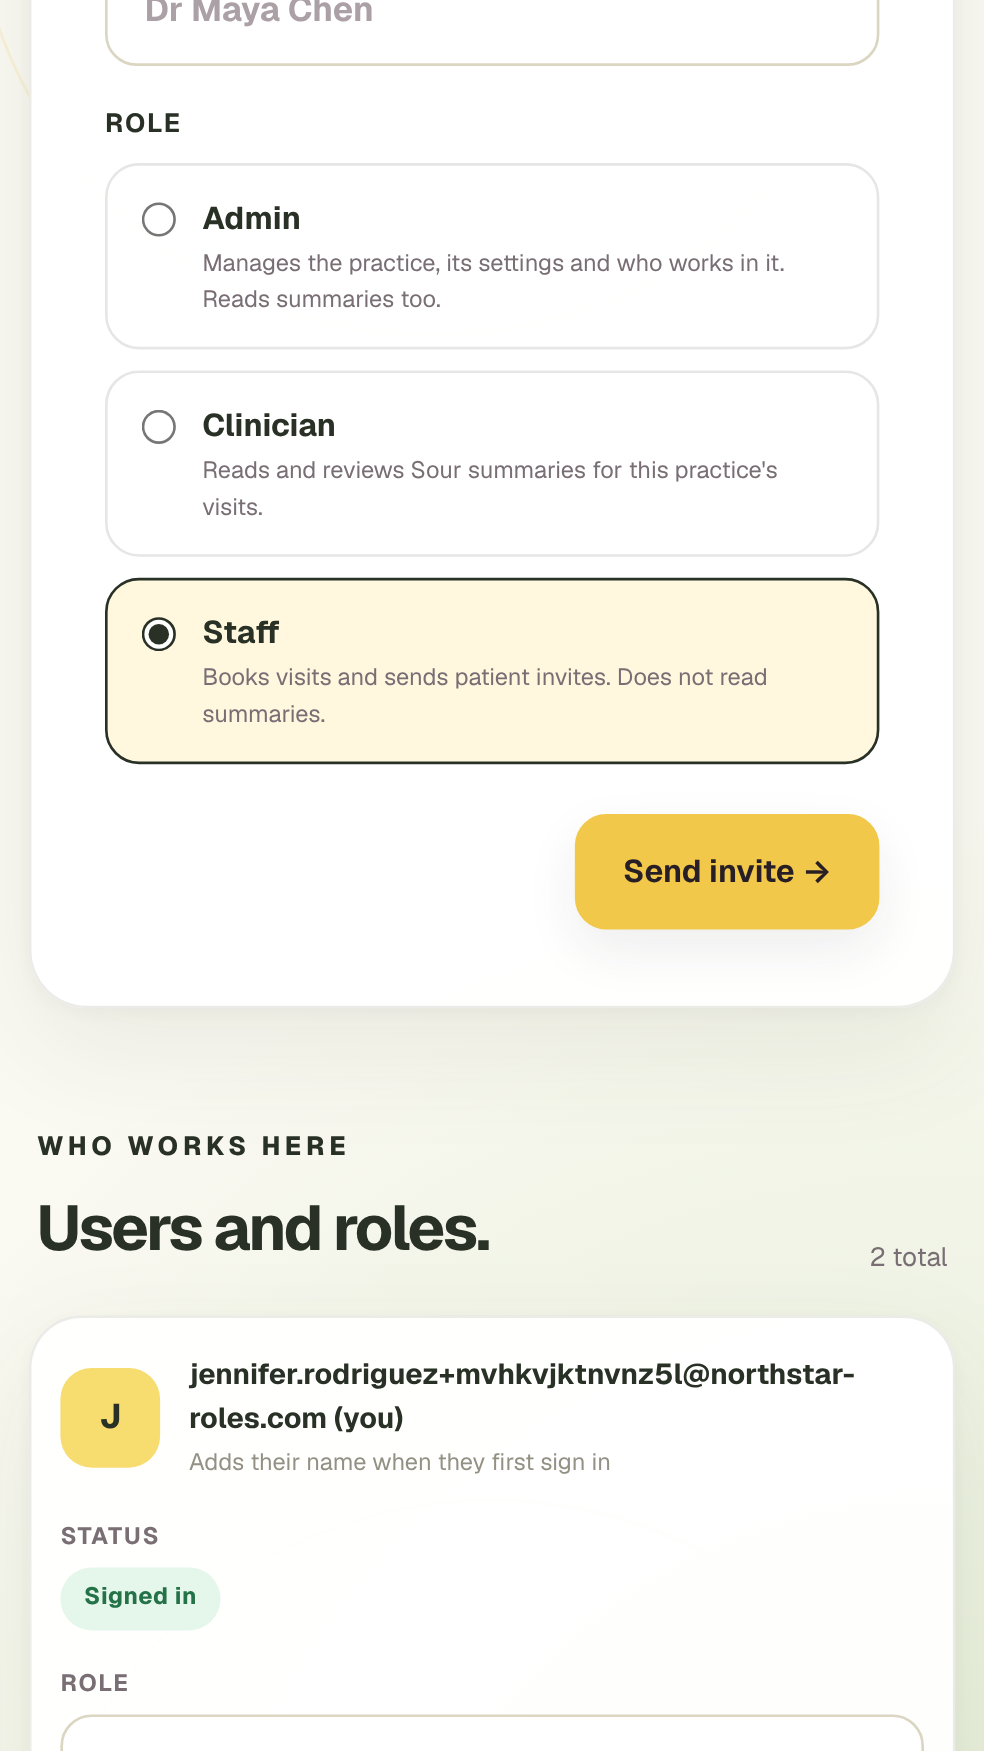 Dr Maya Chen
ROLE
Admin
Manages the practice, its settings and who works in it.
Reads summaries too.
Clinician
Reads and reviews Sour summaries for this practice's
visits.
Staff
Books visits and sends patient invites. Does not read
summaries.
Send invite →
WHO WORKS HERE
Users and roles.
2 total
J
jennifer.rodriguez+mvhkvjktnvnz5l@northstar-
roles.com (you)
Adds their name when they first sign in
STATUS
Signed in
ROLE